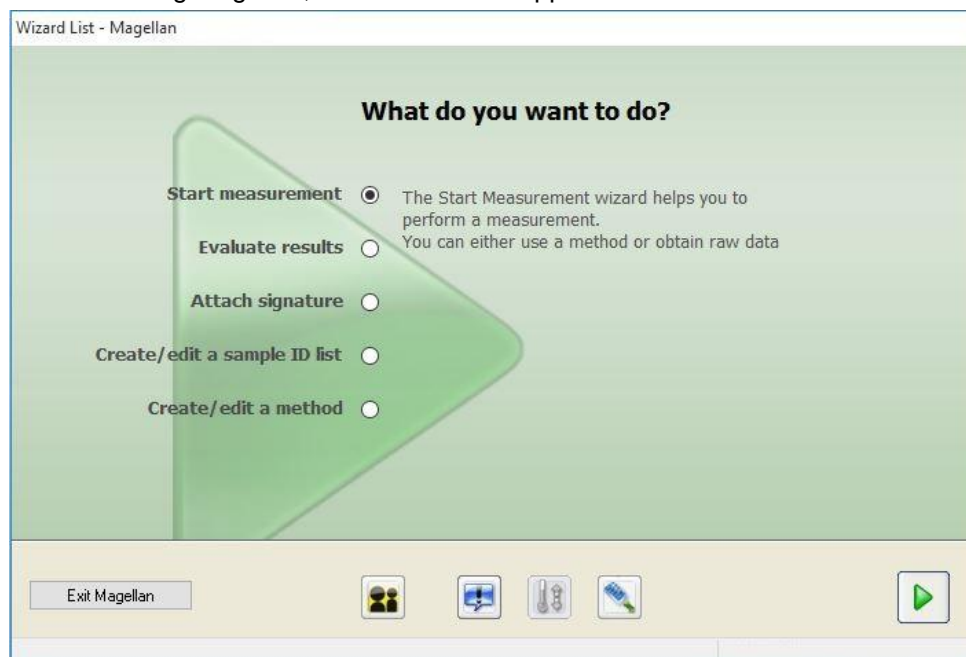 Wizard List - Magellan
What do you want to do?
Start measurement
The Start Measurement wizard helps you to
perform a measurement.
You can either use a method or obtain raw data
Evaluate results
Attach signature
Create/edit a sample ID list
Create/edit a method
Exit Magellan